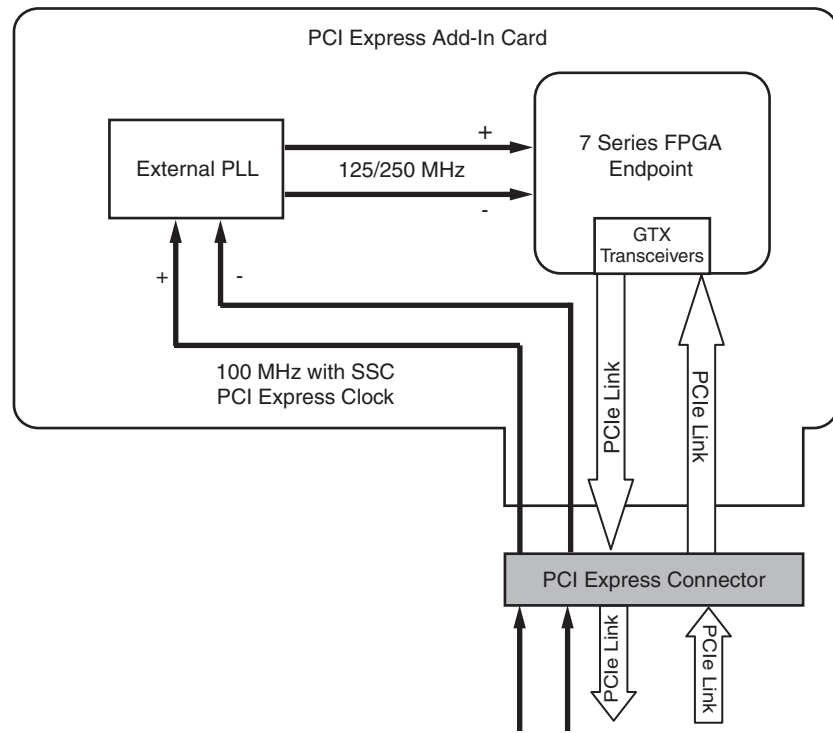 PCI Express Add-In Card
External PLL
+
125/250 MHz
-
7 Series FPGA
Endpoint
GTX
Transceivers
+
-
100 MHz with SSC
PCI Express Clock
PCIe Link
PCIe Link
PCI Express Connector
PCIe Link
PCIe Link